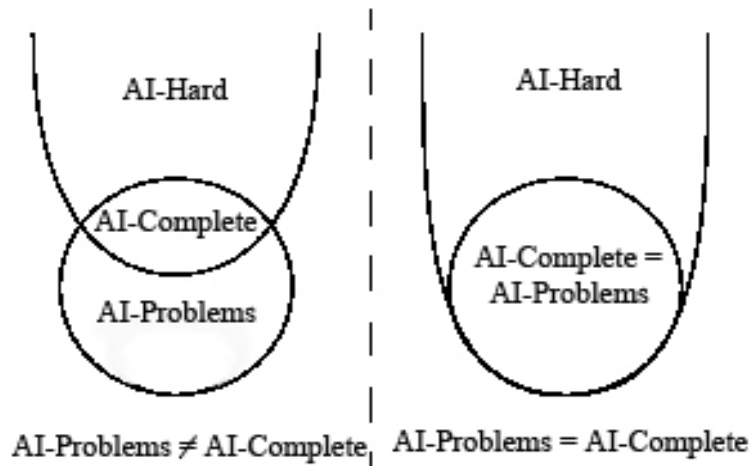 AI-Hard
AI-Complete
AI-Problems
AI-Problems ≠ AI-Complete
AI-Hard
AI-Complete =
AI-Problems
AI-Problems = AI-Complete